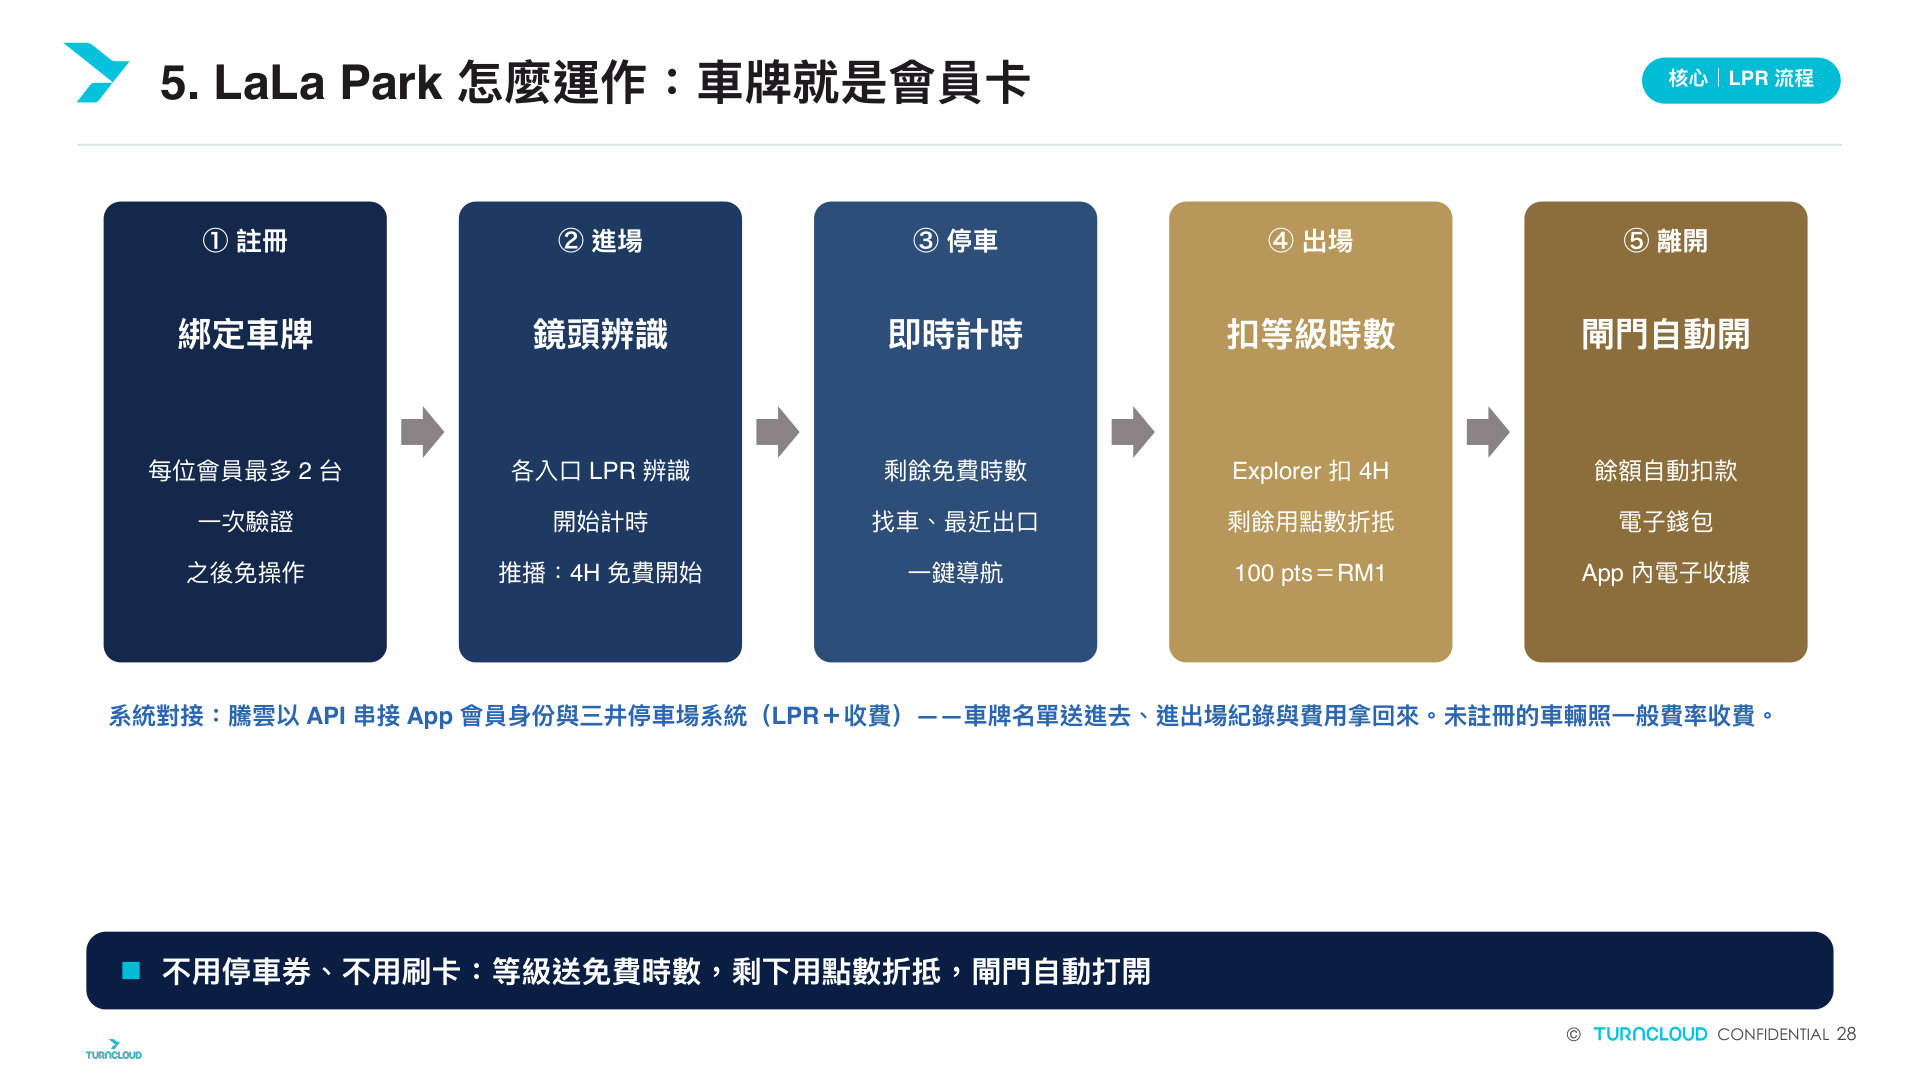 5. LaLa Park 怎麼運作：車牌就是會員卡
核心｜LPR 流程
① 註冊
綁定車牌
每位會員最多 2 台
一次驗證
之後免操作
② 進場
鏡頭辨識
各入口 LPR 辨識
開始計時
推播：4H 免費開始
③ 停車
即時計時
剩餘免費時數
找車、最近出口
一鍵導航
④ 出場
扣等級時數
Explorer 扣 4H
剩餘用點數折抵
100 pts＝RM1
⑤ 離開
閘門自動開
餘額自動扣款
電子錢包
App 內電子收據
系統對接：騰雲以 API 串接 App 會員身份與三井停車場系統（LPR＋收費）——車牌名單送進去、進出場紀錄與費用拿回來。未註冊的車輛照一般費率收費。
不用停車券、不用刷卡：等級送免費時數，剩下用點數折抵，閘門自動打開
TURNCLOUD
© TURNCLOUD CONFIDENTIAL 28